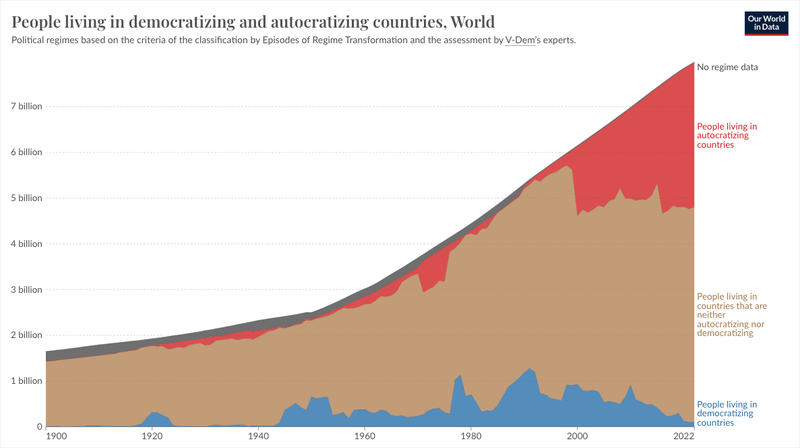 People living in democratizing and autocratizing countries, World
Political regimes based on the criteria of the classification by Episodes of Regime Transformation and the assessment by V-Dem's experts.
Our World
in Data
No regime data
7 billion
6 billion
5 billion
4 billion
3 billion
2 billion
1 billion
0
People living in
autocratizing
countries
People living in
countries that are
neither
autocratizing nor
democratizing
People living in
democratizing
countries
1900
1920
1940
1960
1980
2000
2022